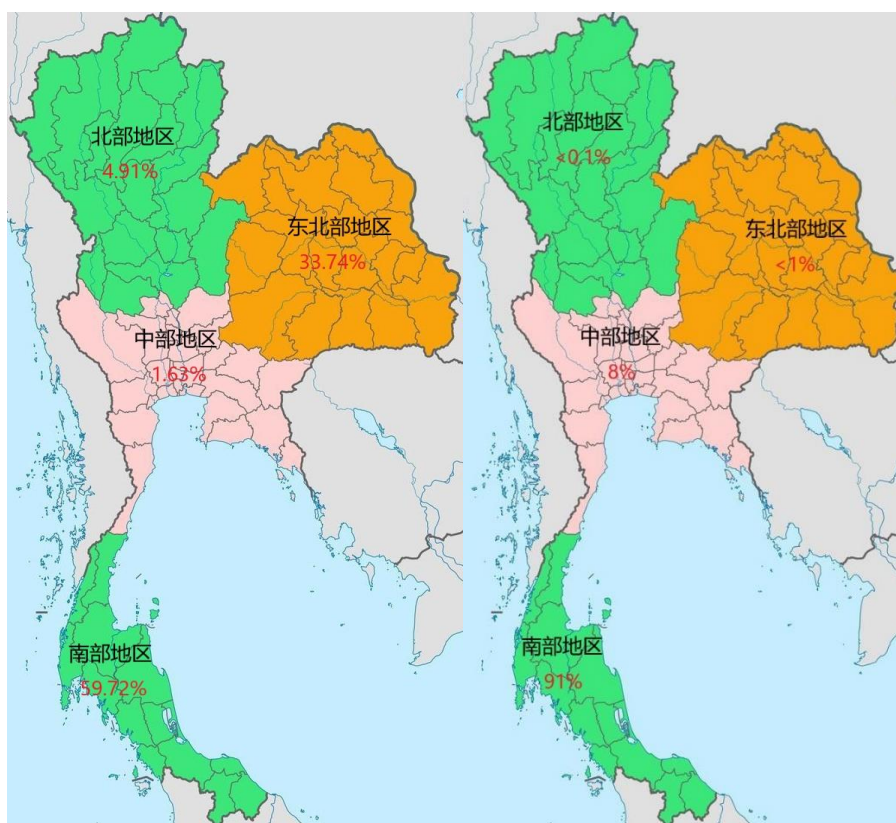 北部地区
4.91%
东北部地区
33.74%
中部地区
1.63%
南部地区
59.72%
北部地区
<0.1%
东北部地区
<1%
中部地区
8%
南部地区
91%